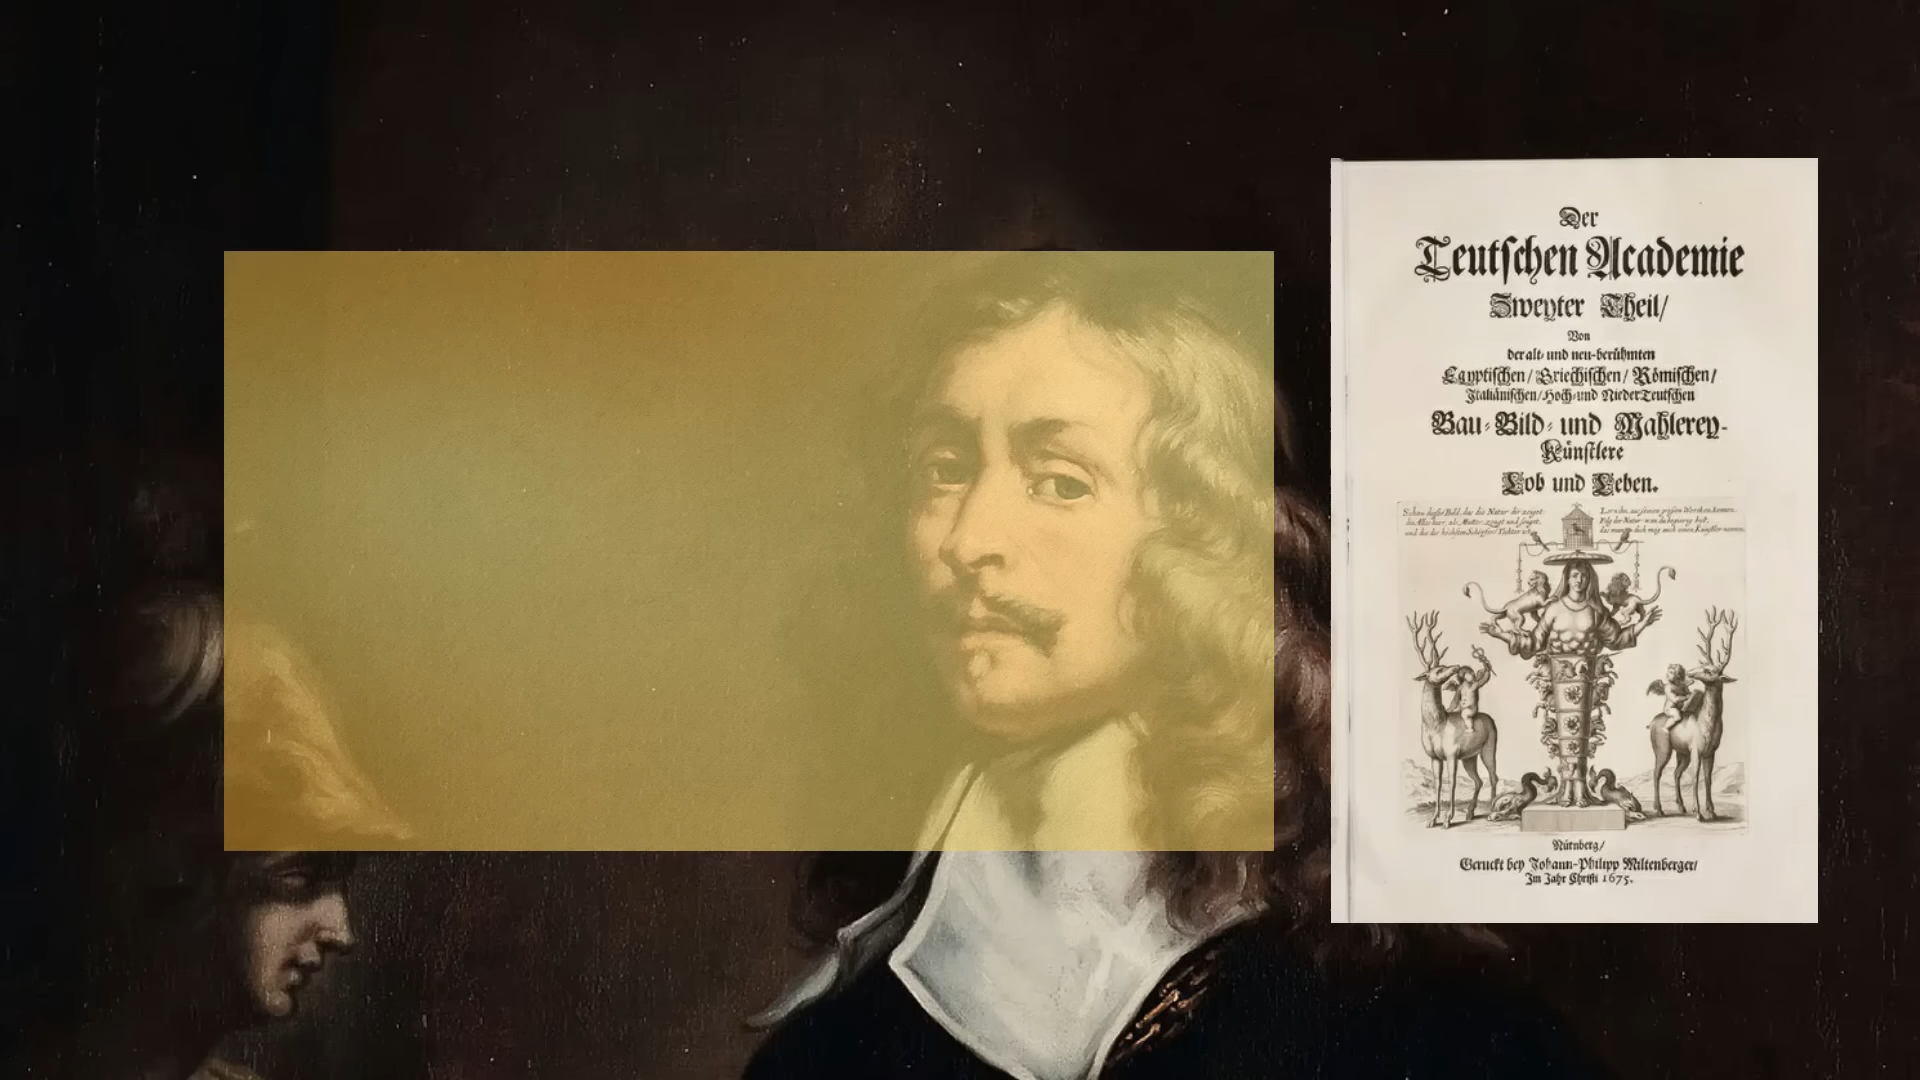 Der
Teutschen Academie
Zweyter Theil/
Von
der alt- und neu-berühmten
Egyptischen/ Griechischen/ Römischen/
Italiänischen/ Hoch- und Nieder Teutschen
Bau- Bild- und Mahlerey-
Künstlere
Lob und Leben.
Nürnberg/
Geruckt bey Johann-Philipp Miltenberger/
Im Jahr Christi 1675.